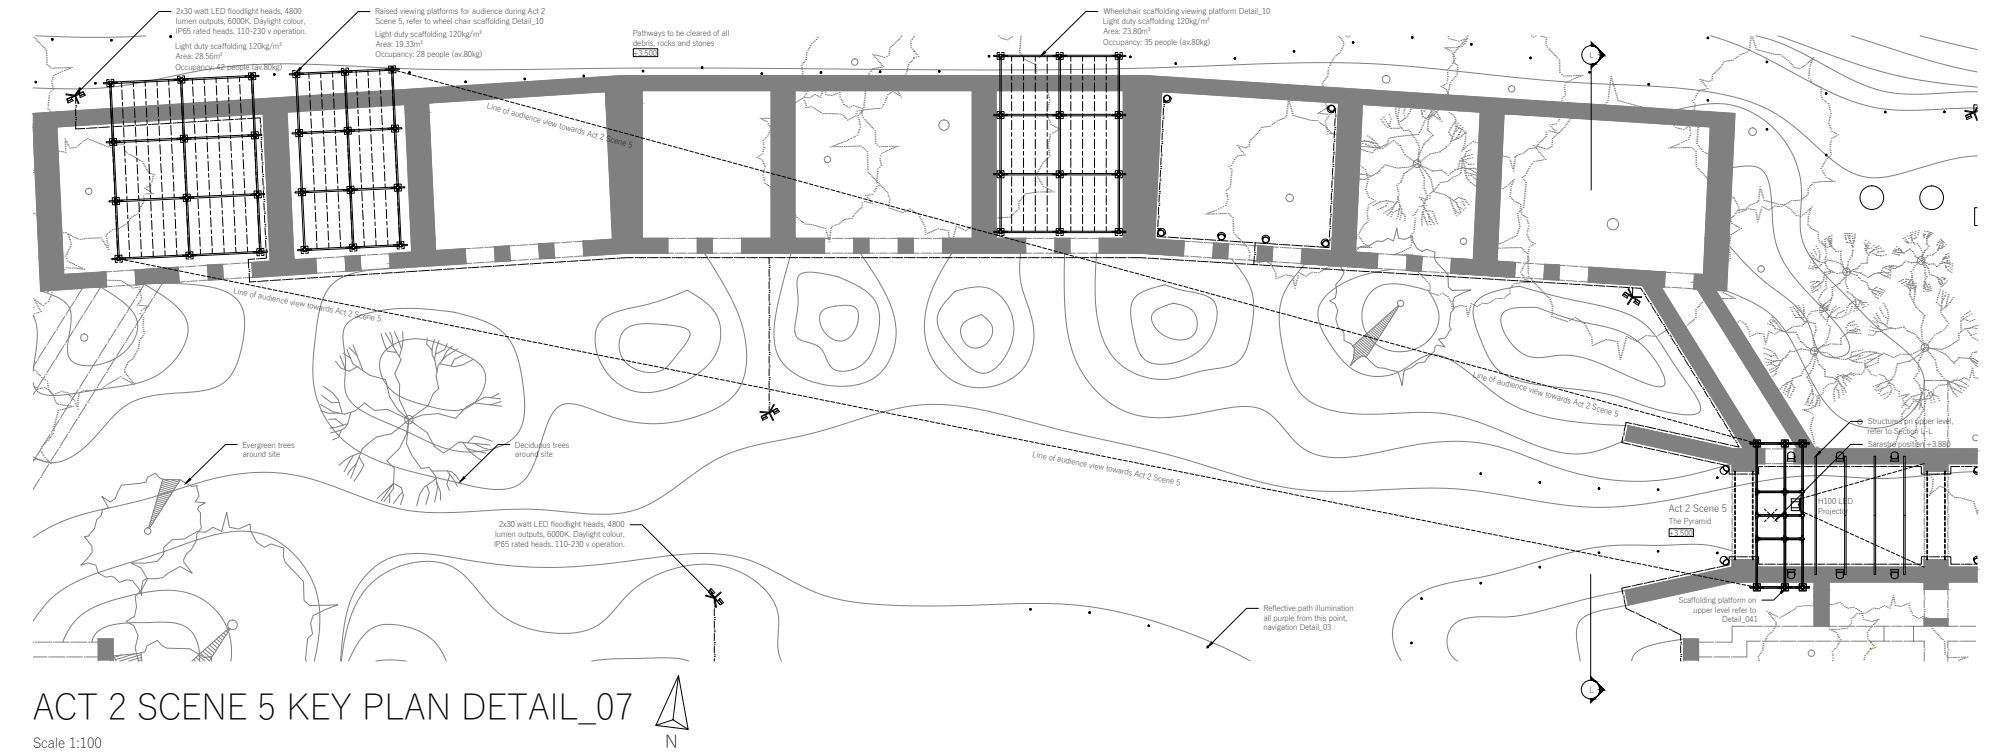 2x30 watt LED floodlight heads, 4800
lumen outputs, 6000K. Daylight colour,
IP65 rated heads, 110-230 v operation.
Light duty scaffolding 120kg/m²
Area: 28.56m²
Occupancy: 42 people (av.80kg)
Raised viewing platforms for audience during Act 2
Scene 5, refer to wheel chair scaffolding Detail_10
Light duty scaffolding 120kg/m²
Area: 19.33m²
Occupancy: 28 people (av.80kg)
Pathways to be cleared of all
debris, rocks and stones
+3.500
Wheelchair scaffolding viewing platform Detail_10
Light duty scaffolding 120kg/m²
Area: 23.80m²
Occupancy: 35 people (av.80kg)
L
Line of audience view towards Act 2 Scene 5
Line of audience view towards Act 2 Scene 5
Line of audience view towards Act 2 Scene 5
Structures on upper level,
refer to Section L-L
Sarastro position +3.880
Evergreen trees
around site
Deciduous trees
around site
Line of audience view towards Act 2 Scene 5
H100 LED
Projector
Act 2 Scene 5
The Pyramid
+3.500
2x30 watt LED floodlight heads, 4800
lumen outputs, 6000K. Daylight colour,
IP65 rated heads, 110-230 v operation.
Scaffolding platform on
upper level refer to
Detail_041
Reflective path illumination
all purple from this point,
navigation Detail_03
L
ACT 2 SCENE 5 KEY PLAN DETAIL_07
N
Scale 1:100